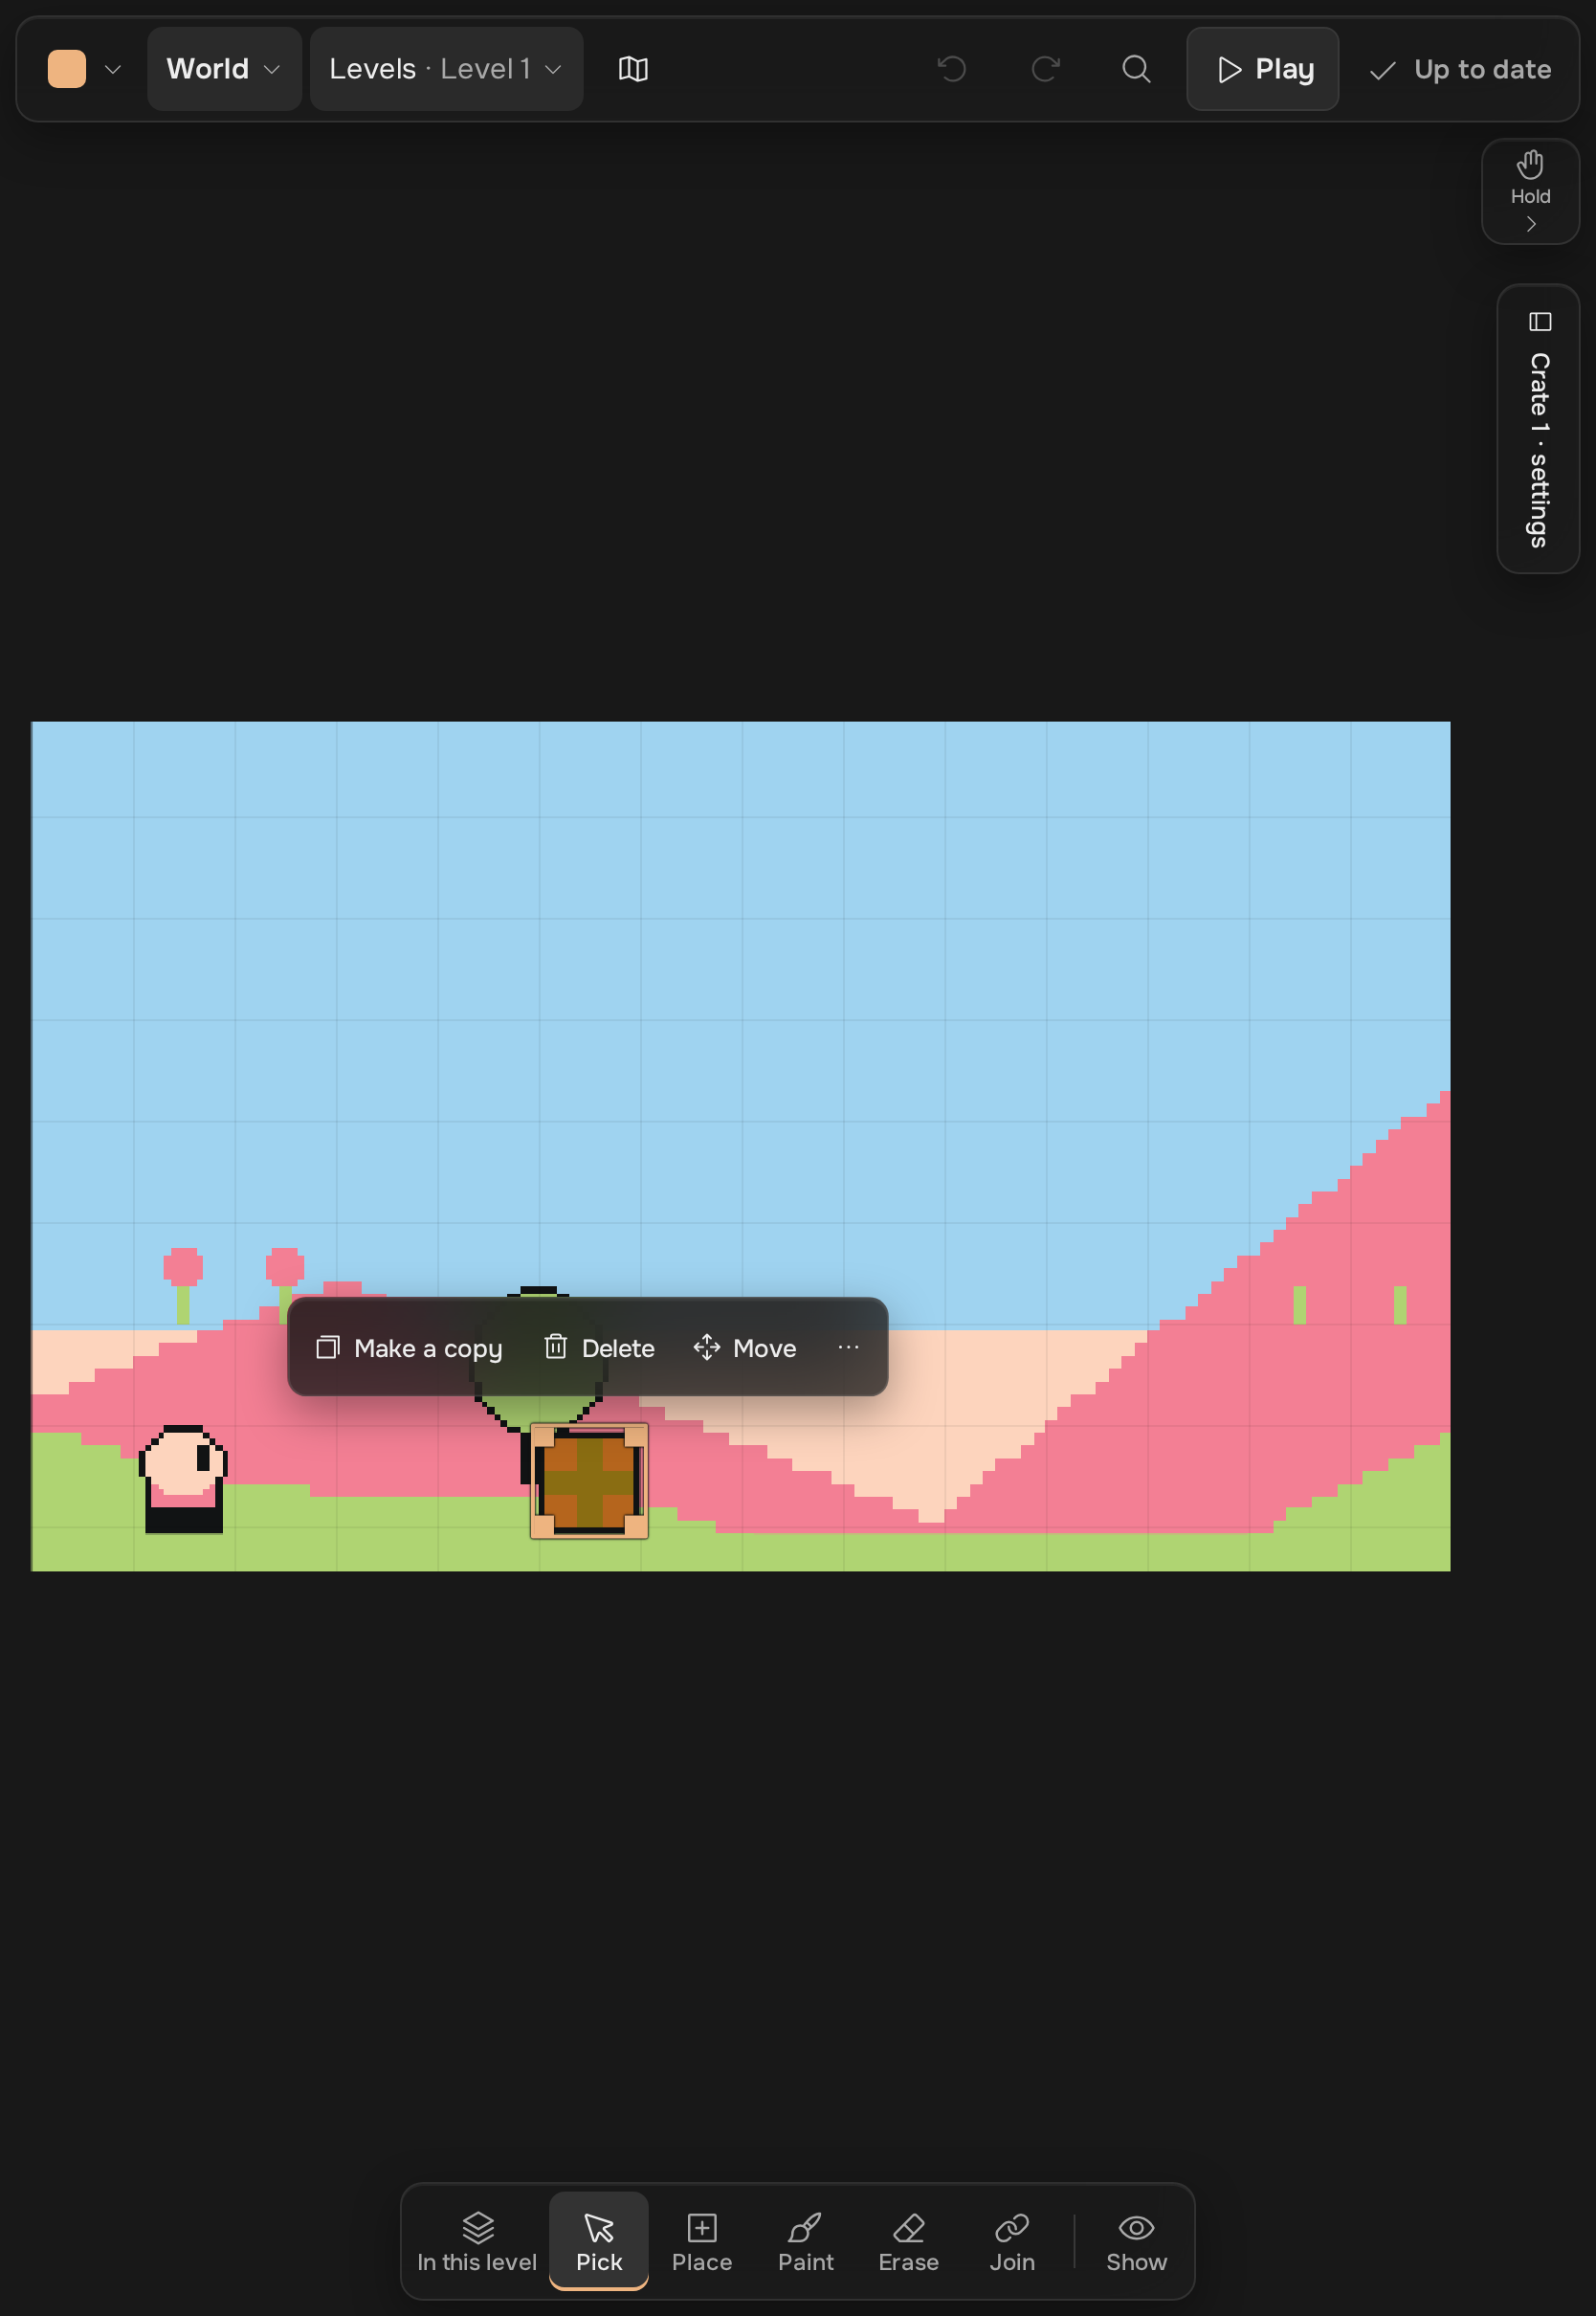 World
Levels · Level 1
Play
Up to date
Hold
Crate 1 · settings
Make a copy
Delete
Move
In this level
Pick
Place
Paint
Erase
Join
Show